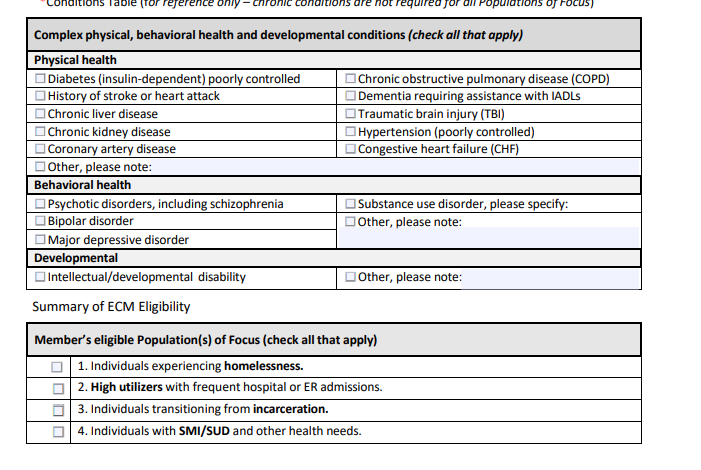 *Conditions Table (for reference only – chronic conditions are not required for all Populations of Focus)
Complex physical, behavioral health and developmental conditions (check all that apply)
Physical health
Diabetes (insulin-dependent) poorly controlled
Chronic obstructive pulmonary disease (COPD)
History of stroke or heart attack
Dementia requiring assistance with IADLs
Chronic liver disease
Traumatic brain injury (TBI)
Chronic kidney disease
Hypertension (poorly controlled)
Coronary artery disease
Congestive heart failure (CHF)
Other, please note:
Behavioral health
Psychotic disorders, including schizophrenia
Substance use disorder, please specify:
Bipolar disorder
Other, please note:
Major depressive disorder
Developmental
Intellectual/developmental disability
Other, please note:
Summary of ECM Eligibility
Member's eligible Population(s) of Focus (check all that apply)
1. Individuals experiencing homelessness.
2. High utilizers with frequent hospital or ER admissions.
3. Individuals transitioning from incarceration.
4. Individuals with SMI/SUD and other health needs.